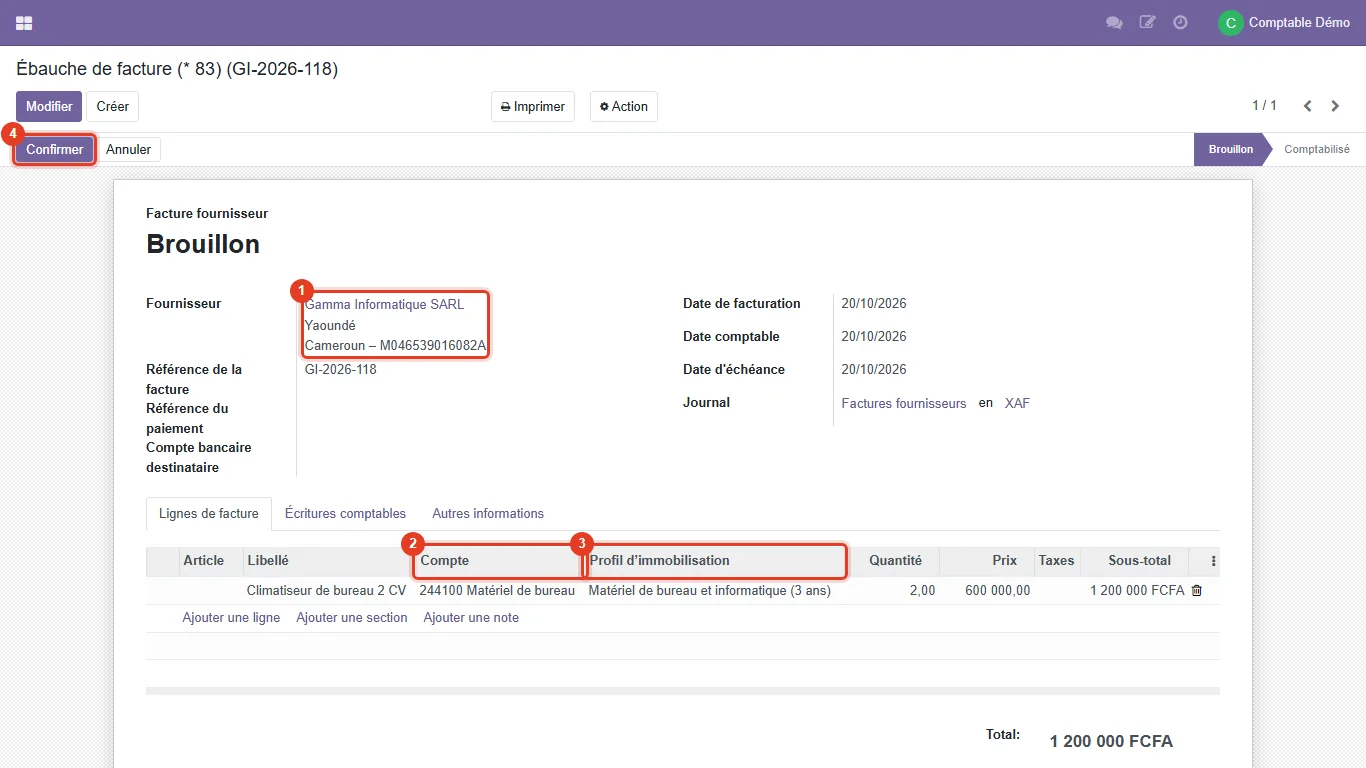 C Comptable Démo
Ébauche de facture (* 83) (GI-2026-118)
Modifier Créer Imprimer Action 1 / 1
4
Confirmer Annuler Brouillon Comptabilisé
Facture fournisseur
Brouillon
1
Fournisseur Gamma Informatique SARL Date de facturation 20/10/2026
Yaoundé
Date comptable 20/10/2026
Cameroun – M046539016082A
Référence de la facture GI-2026-118 Date d'échéance 20/10/2026
Référence du paiement Journal Factures fournisseurs en XAF
Compte bancaire destinataire
Lignes de facture Écritures comptables Autres informations
2 3
Article Libellé Compte Profil d’immobilisation Quantité Prix Taxes Sous-total
Climatiseur de bureau 2 CV 244100 Matériel de bureau Matériel de bureau et informatique (3 ans) 2,00 600 000,00 1 200 000 FCFA
Ajouter une ligne Ajouter une section Ajouter une note
Total: 1 200 000 FCFA